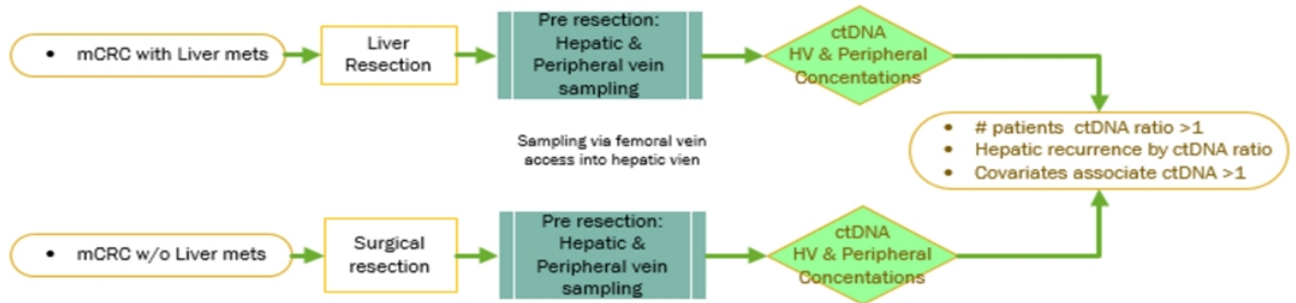 • mCRC with Liver mets
Liver
Resection
Pre resection:
Hepatic &
Peripheral vein
sampling
ctDNA
HV & Peripheral
Concentations
Sampling via femoral vein
access into hepatic vien
• # patients ctDNA ratio >1
• Hepatic recurrence by ctDNA ratio
• Covariates associate ctDNA >1
• mCRC w/o Liver mets
Surgical
resection
Pre resection:
Hepatic &
Peripheral vein
sampling
ctDNA
HV & Peripheral
Concentations